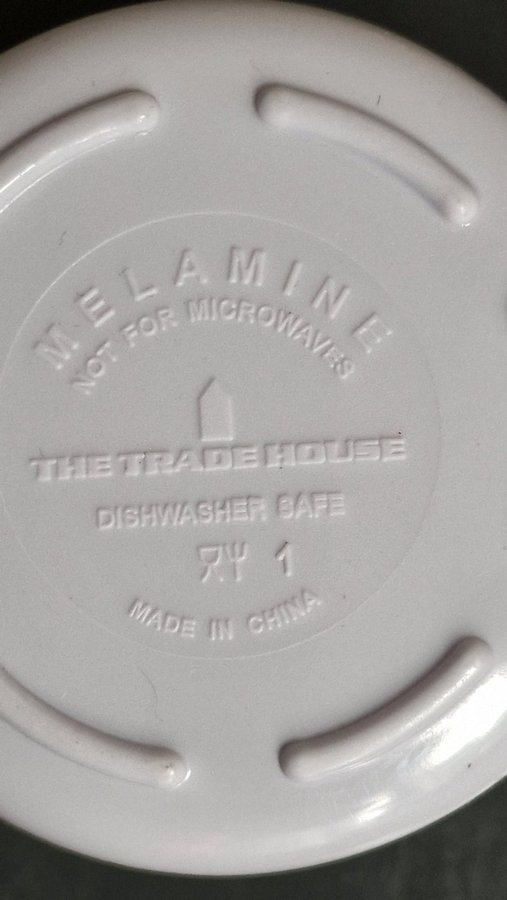 MELAMINE
NOT FOR MICROWAVES
THE TRADE HOUSE
DISHWASHER SAFE
1
MADE IN CHINA